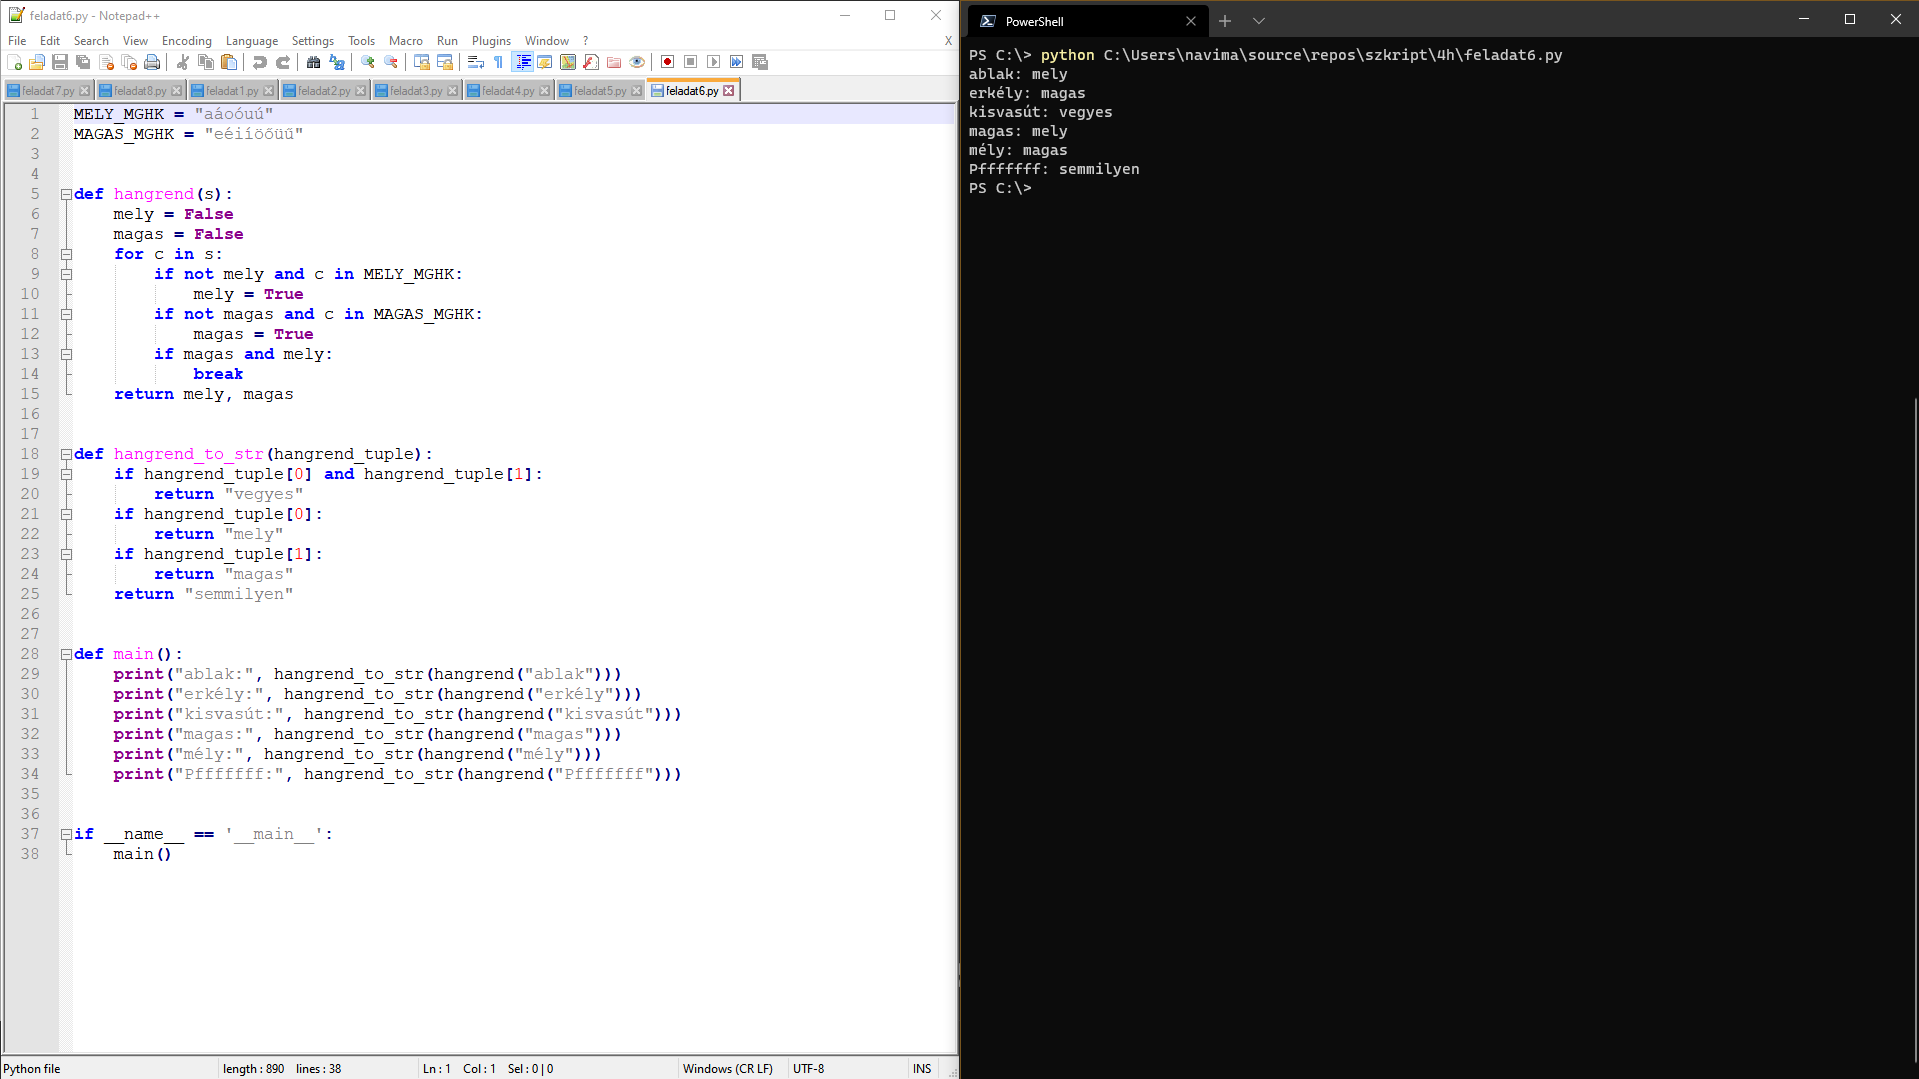 feladat6.py - Notepad++
File Edit Search View Encoding Language Settings Tools Macro Run Plugins Window ? X
feladat7.py feladat8.py feladat1.py feladat2.py feladat3.py feladat4.py feladat5.py feladat6.py
1 MELY_MGHK = "aáoóuú"
2 MAGAS_MGHK = "eéiíöőüű"
3
4
5 def hangrend(s):
6 mely = False
7 magas = False
8 for c in s:
9 if not mely and c in MELY_MGHK:
10 mely = True
11 if not magas and c in MAGAS_MGHK:
12 magas = True
13 if magas and mely:
14 break
15 return mely, magas
16
17
18 def hangrend_to_str(hangrend_tuple):
19 if hangrend_tuple[0] and hangrend_tuple[1]:
20 return "vegyes"
21 if hangrend_tuple[0]:
22 return "mely"
23 if hangrend_tuple[1]:
24 return "magas"
25 return "semmilyen"
26
27
28 def main():
29 print("ablak:", hangrend_to_str(hangrend("ablak")))
30 print("erkély:", hangrend_to_str(hangrend("erkély")))
31 print("kisvasút:", hangrend_to_str(hangrend("kisvasút")))
32 print("magas:", hangrend_to_str(hangrend("magas")))
33 print("mély:", hangrend_to_str(hangrend("mély")))
34 print("Pfffffff:", hangrend_to_str(hangrend("Pfffffff")))
35
36
37 if __name__ == '__main__':
38 main()
Python file length : 890 lines : 38 Ln : 1 Col : 1 Sel : 0 | 0 Windows (CR LF) UTF-8 INS
PowerShell
PS C:\> python C:\Users\navima\source\repos\szkript\4h\feladat6.py
ablak: mely
erkély: magas
kisvasút: vegyes
magas: mely
mély: magas
Pfffffff: semmilyen
PS C:\>